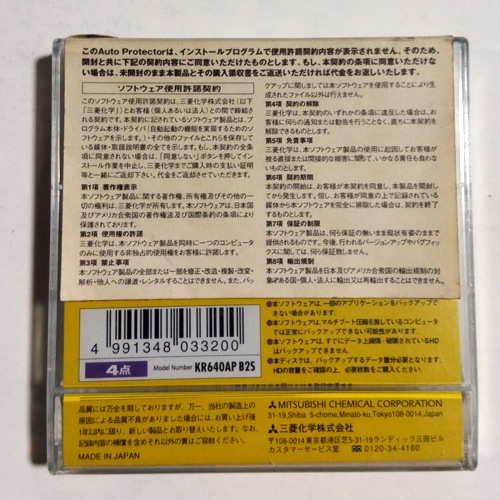 このAuto Protectorは、インストールプログラムで使用許諾契約内容が表示されません。そのため、
開封と共に下記の契約内容にご同意いただけたものとします。もし、本契約の条項に同意いただけ
ない場合は、未開封のまま本製品とその購入領収書をご返送いただければ代金をお返しいたします。
ソフトウェア使用許諾契約
このソフトウェア使用許諾契約は、三菱化学株式会社(以下
「三菱化学」)とお客様(個人あるいは法人)との間で締結され
る契約です。本契約に記されているソフトウェア製品とは、プ
ログラム本体・ドライバ(自動起動の機能を実現するためのソ
フトウェアを示します。)・その他のファイルとこれらを保存して
いる媒体・取扱説明書の全てを示します。もし、本契約の全条
項に同意されない場合は、「同意しない」ボタンを押してインス
トール作業を中止し、三菱化学までご購入時の支払い証明
等と一緒にご返却下さい。代金をご返却させていただきます。
第1項 著作権表示
本ソフトウェア製品に関する著作権、所有権及びその他の一
切の権利は、三菱化学が所有します。本ソフトウェアは、日本国
及びアメリカ合衆国の著作権法及び国際条約の条項により保
護されております。
第2項 使用権の許諾
三菱化学は、本ソフトウェア製品を同時に一つのコンピュータ
のみに使用する非独占的使用権をお客様に許諾します。
第3項 禁止事項
本ソフトウェア製品の全部または一部を修正・改造・複製・改変・
解析・他人への譲渡・レンタルすることはできません。また、バッ
クアップに関しましては本ソフトウェアを使用することにより生
成されたファイル以外は行えません。
第4項 契約の解除
三菱化学は、本契約のいずれかの条項に違反した場合は、お
客様に何らの通知または勧告を行うことなく、直ちに本契約を
解除できるものとします。
第5項 免責事項
三菱化学は、本ソフトウェア製品の使用に起因してお客様が
被る直接または間接的な被害に関して、いかなる責任も負わ
ないものとします。
第6項 契約期間
本契約の開始は、お客様が本契約を同意し、本製品を開封し
てから発生します。但し、お客様が同意の上で記録されている
媒体から本ソフトウェアを完全に排除した場合は、契約を終了
するものとします。
第7項 保証の制限
本ソフトウェア製品は、何らの保証も無いまま現状有姿のままで
提供されるものです。今後、行われるバージョンアップやバグフィ
ックスに関しては、何ら保証致しません。
第8項 輸出規制
本ソフトウェア製品を日本及びアメリカ合衆国の輸出規制の対
象である国・個人・法人に輸出又は再輸出することはできません。
●本ソフトウェアは、一部のアプリケーションをバックアップで
きない場合があります。
●本ソフトウェアは、マルチブート圧縮を施しているコンピュータ
では正常にバックアップできない可能性があります。
●本ソフトウェアは、すでにデータ上損傷・破壊されているHD
はバックアップできません。
●本ディスクは、バックアップするデータ量分必要となります。
HDの容量をご確認の上、必要枚数をご購入下さい。
4 991348 033200
4点
Model Number KR640AP B2S
品質には万全を期しておりますが、万一、当社の製造上の
原因による品質不良がありました場合には、お買い上げ後
1年以内に限り、新しい製品とお取り替えいたします。なお、
記録内容の補償を含めそれ以外の責はご容赦ください。
MADE IN JAPAN
MITSUBISHI CHEMICAL CORPORATION
31-19, Shiba 5-chome, Minato-ku, Tokyo 108-0014, Japan
三菱化学株式会社
〒108-0014 東京都港区芝5-31-19 ランディック三田ビル
カスタマーサービス 0120-34-4160